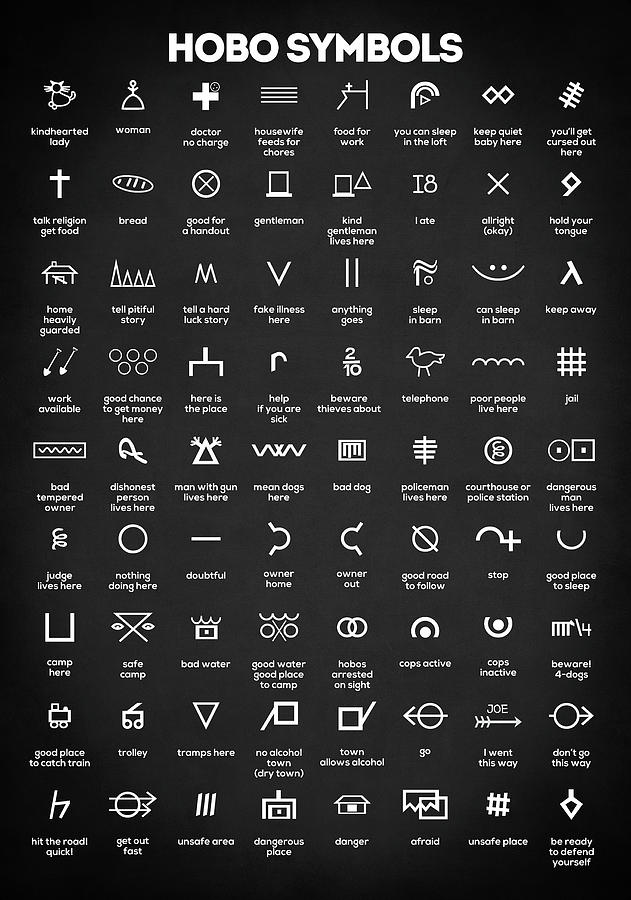 HOBO SYMBOLS
kindhearted
lady
woman
doctor
no charge
housewife
feeds for
chores
food for
work
you can sleep
in the loft
keep quiet
baby here
you'll get
cursed out
here
talk religion
get food
bread
good for
a handout
gentleman
kind
gentleman
lives here
18
I ate
allright
(okay)
hold your
tongue
home
heavily
guarded
tell pitiful
story
tell a hard
luck story
fake illness
here
anything
goes
sleep
in barn
can sleep
in barn
keep away
work
available
good chance
to get money
here
here is
the place
help
if you are
sick
2
10
beware
thieves about
telephone
poor people
live here
jail
bad
tempered
owner
dishonest
person
lives here
man with gun
lives here
mean dogs
here
bad dog
policeman
lives here
courthouse or
police station
dangerous
man
lives here
judge
lives here
nothing
doing here
doubtful
owner
home
owner
out
good road
to follow
stop
good place
to sleep
camp
here
safe
camp
bad water
good water
good place
to camp
hobos
arrested
on sight
cops active
cops
inactive
4
beware!
4-dogs
good place
to catch train
trolley
tramps here
no alcohol
town
(dry town)
town
allows alcohol
go
JOE
I went
this way
don't go
this way
hit the road!
quick!
get out
fast
unsafe area
dangerous
place
danger
afraid
unsafe place
be ready
to defend
yourself